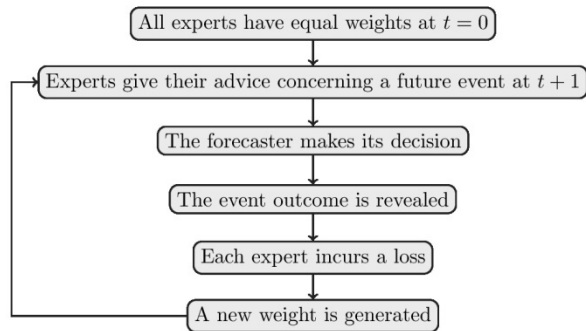 All experts have equal weights at t = 0
Experts give their advice concerning a future event at t + 1
The forecaster makes its decision
The event outcome is revealed
Each expert incurs a loss
A new weight is generated